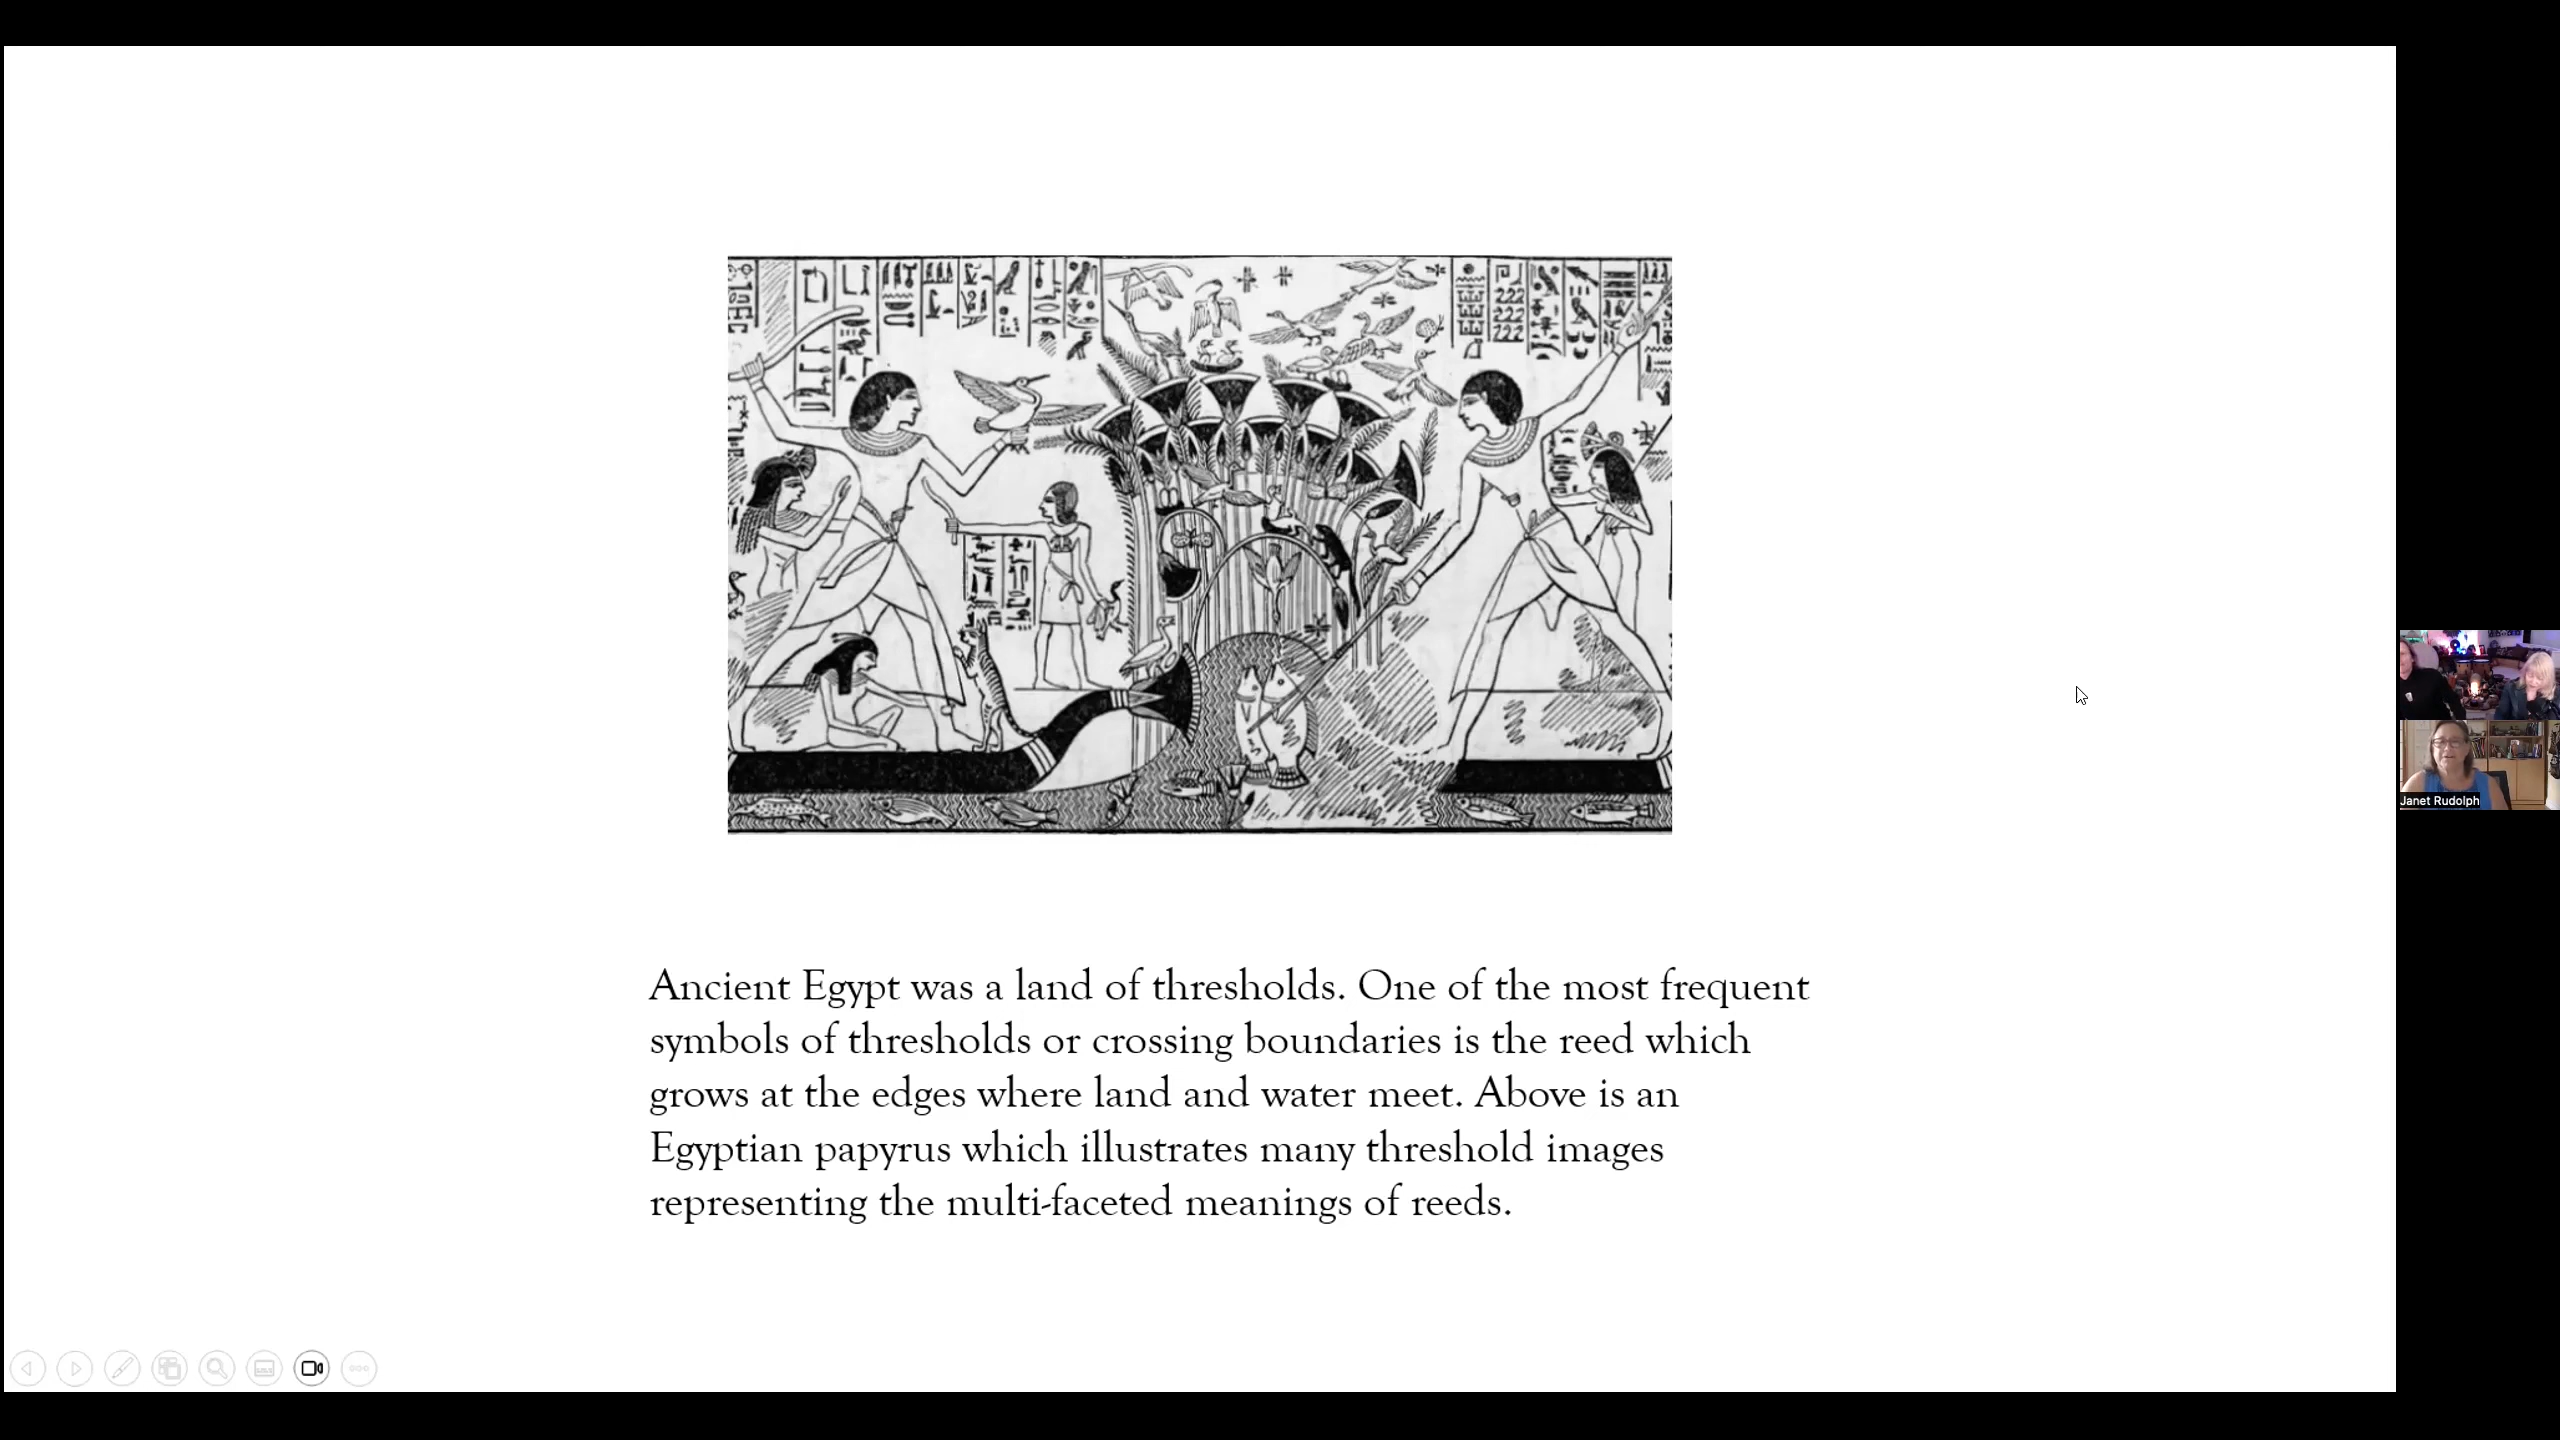 Ancient Egypt was a land of thresholds. One of the most frequent
symbols of thresholds or crossing boundaries is the reed which
grows at the edges where land and water meet. Above is an
Egyptian papyrus which illustrates many threshold images
representing the multi-faceted meanings of reeds.
Janet Rudolph